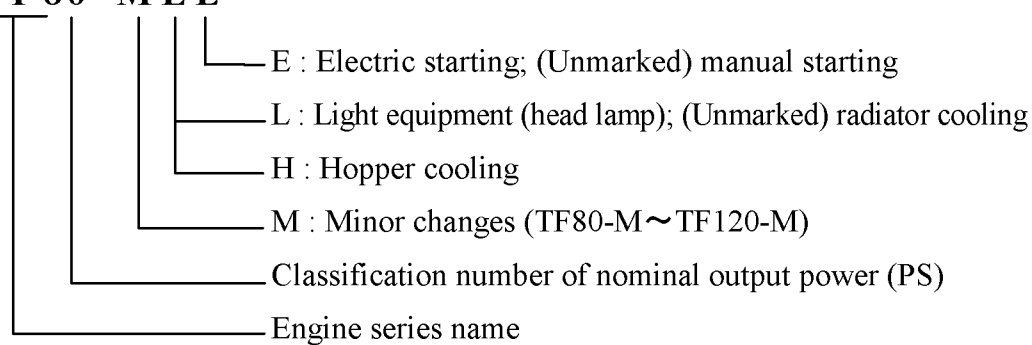 E : Electric starting; (Unmarked) manual starting
L : Light equipment (head lamp); (Unmarked) radiator cooling
H : Hopper cooling
M : Minor changes (TF80-M～TF120-M)
Classification number of nominal output power (PS)
Engine series name